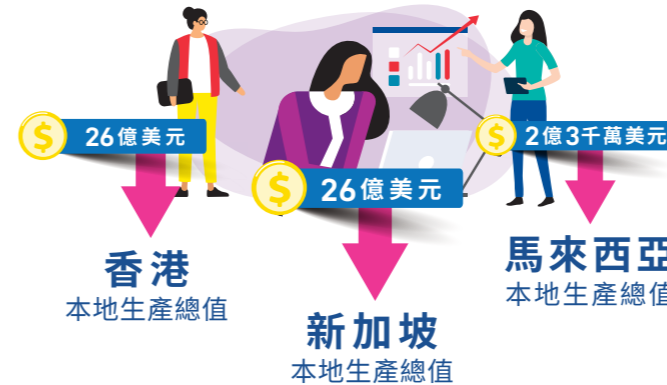 26億美元
香港
本地生產總值
26億美元
新加坡
本地生產總值
2億3千萬美元
馬來西亞
本地生產總值